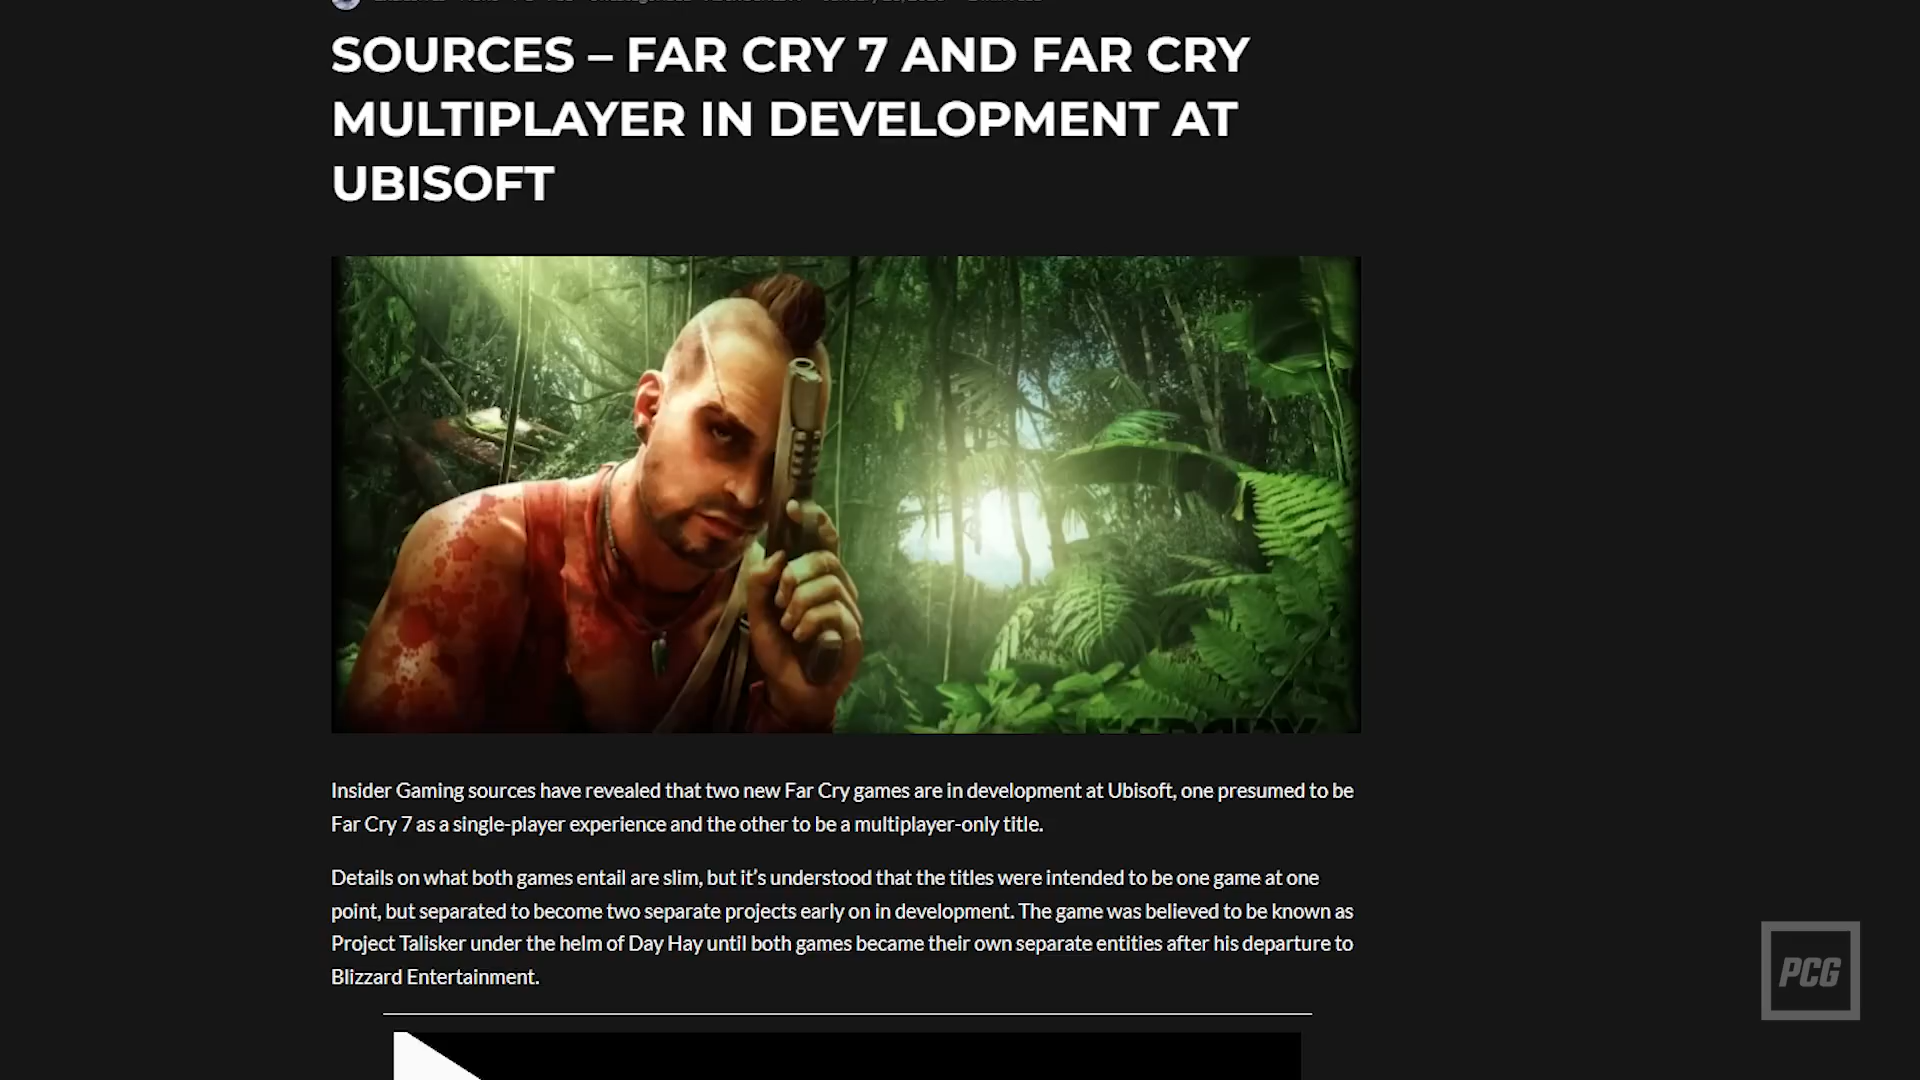 SOURCES – FAR CRY 7 AND FAR CRY
MULTIPLAYER IN DEVELOPMENT AT
UBISOFT
Insider Gaming sources have revealed that two new Far Cry games are in development at Ubisoft, one presumed to be
Far Cry 7 as a single-player experience and the other to be a multiplayer-only title.
Details on what both games entail are slim, but it's understood that the titles were intended to be one game at one
point, but separated to become two separate projects early on in development. The game was believed to be known as
Project Talisker under the helm of Day Hay until both games became their own separate entities after his departure to
Blizzard Entertainment.
PCG